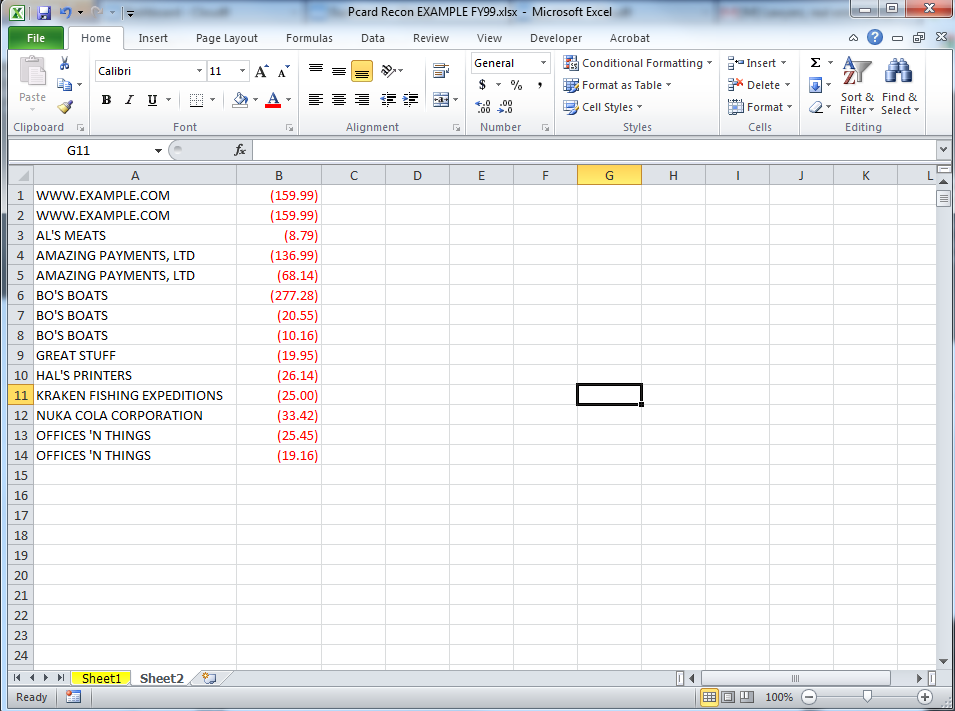 Pcard Recon EXAMPLE FY99.xlsx - Microsoft Excel
File Home Insert Page Layout Formulas Data Review View Developer Acrobat
Calibri 11 General Conditional Formatting Insert Σ
Paste B I U A $ % , Format as Table Delete Sort & Filter Find & Select
Cell Styles Format
Clipboard Font Alignment Number Styles Cells Editing
G11 fx
A B C D E F G H I J K L
1 WWW.EXAMPLE.COM (159.99)
2 WWW.EXAMPLE.COM (159.99)
3 AL'S MEATS (8.79)
4 AMAZING PAYMENTS, LTD (136.99)
5 AMAZING PAYMENTS, LTD (68.14)
6 BO'S BOATS (277.28)
7 BO'S BOATS (20.55)
8 BO'S BOATS (10.16)
9 GREAT STUFF (19.95)
10 HAL'S PRINTERS (26.14)
11 KRAKEN FISHING EXPEDITIONS (25.00)
12 NUKA COLA CORPORATION (33.42)
13 OFFICES 'N THINGS (25.45)
14 OFFICES 'N THINGS (19.16)
15
16
17
18
19
20
21
22
23
24
Sheet1 Sheet2
Ready 100%